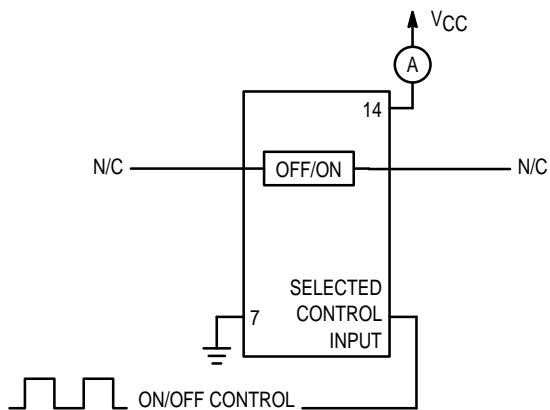 VCC
A
14
N/C
OFF/ON
N/C
SELECTED
7
CONTROL
INPUT
ON/OFF CONTROL